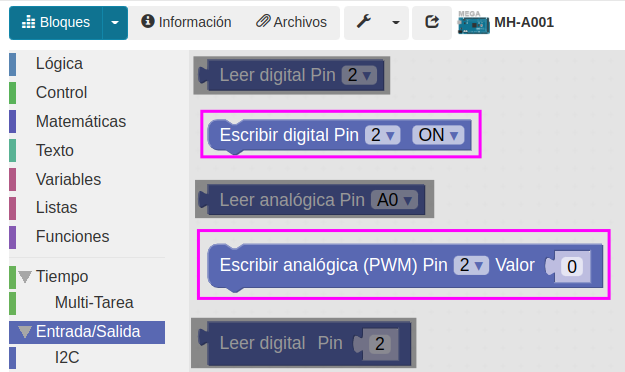 Bloques Información Archivos MEGA MH-A001
Lógica
Control
Matemáticas
Texto
Variables
Listas
Funciones
Tiempo
Multi-Tarea
Entrada/Salida
I2C
Leer digital Pin 2
Escribir digital Pin 2 ON
Leer analógica Pin A0
Escribir analógica (PWM) Pin 2 Valor 0
Leer digital Pin 2